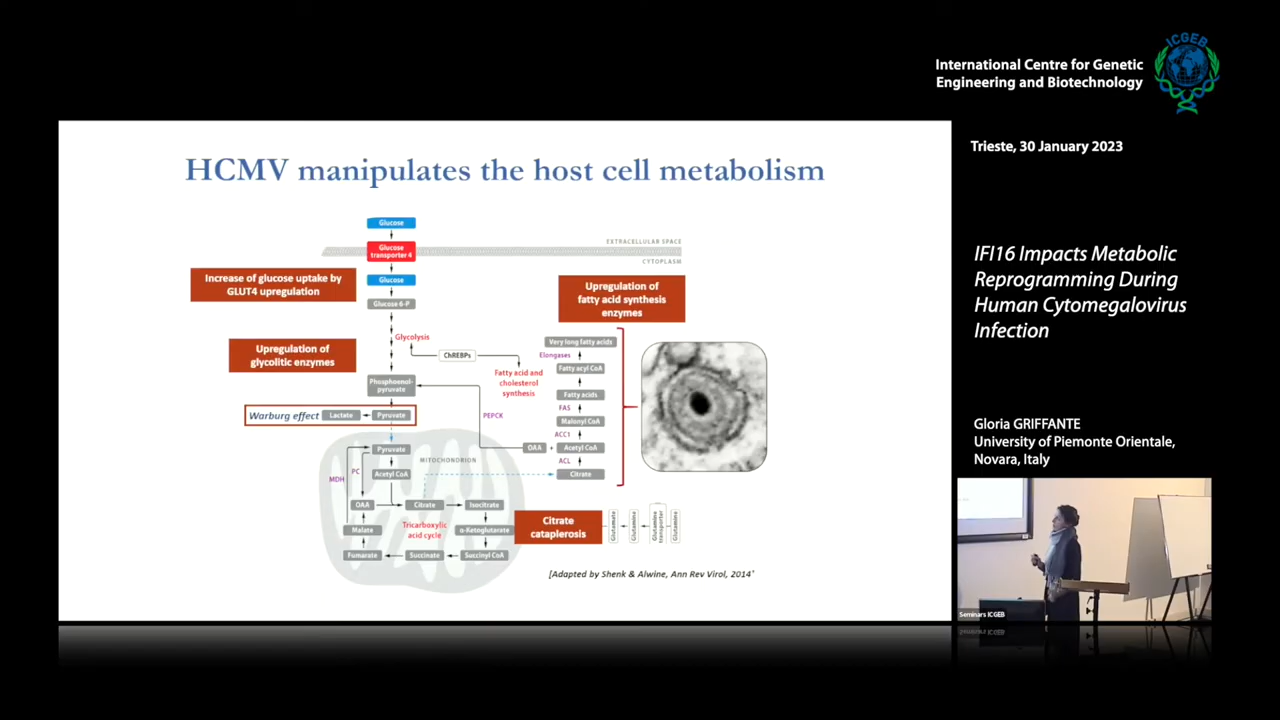 International Centre for Genetic
Engineering and Biotechnology
ICGEB
Trieste, 30 January 2023
HCMV manipulates the host cell metabolism
Glucose
EXTRACELLULAR SPACE
Glucose
transporter 4
CYTOPLASM
Increase of glucose uptake by
GLUT4 upregulation
Glucose
Glucose 6-P
Upregulation of
fatty acid synthesis
enzymes
Glycolysis
Very long fatty acids
Upregulation of
glycolitic enzymes
ChREBPs
Elongases
Fatty acyl CoA
Fatty acid and
cholesterol
synthesis
Phosphoenol-
pyruvate
Fatty acids
FAS
Warburg effect
Lactate
Pyruvate
PEPCK
Malonyl CoA
ACC1
Pyruvate
OAA
Acetyl CoA
MITOCHONDRION
ACL
PC
MDH
Acetyl CoA
Citrate
OAA
Citrate
Isocitrate
Malate
Tricarboxylic
acid cycle
α-Ketoglutarate
Citrate
cataplerosis
Glutamate
Glutamine
Glutamine
transporter
Glutamine
Fumarate
Succinate
Succinyl CoA
[Adapted by Shenk & Alwine, Ann Rev Virol, 2014]
IFI16 Impacts Metabolic
Reprogramming During
Human Cytomegalovirus
Infection
Gloria GRIFFANTE
University of Piemonte Orientale,
Novara, Italy
Seminars ICGEB